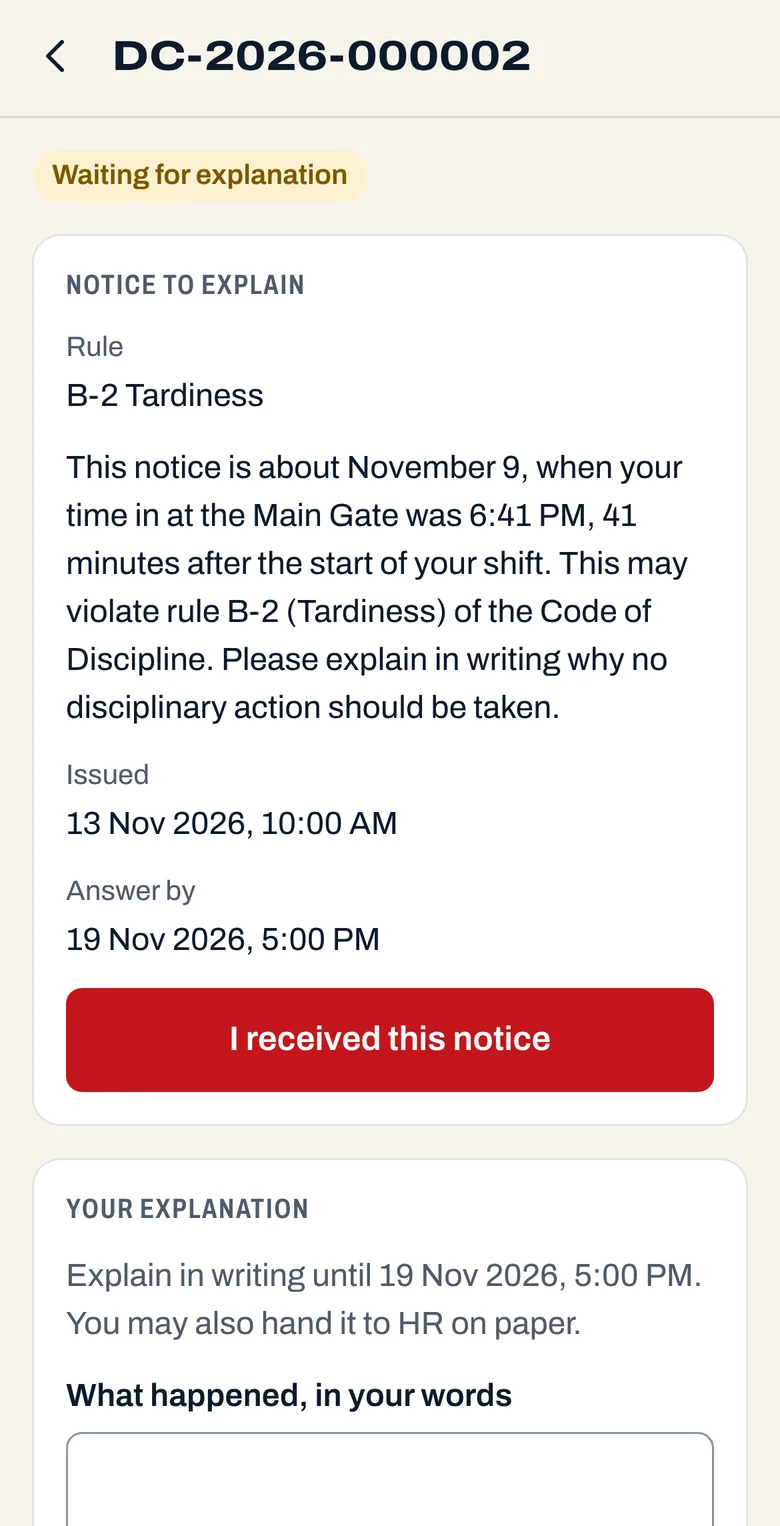 DC-2026-000002
Waiting for explanation
NOTICE TO EXPLAIN
Rule
B-2 Tardiness
This notice is about November 9, when your
time in at the Main Gate was 6:41 PM, 41
minutes after the start of your shift. This may
violate rule B-2 (Tardiness) of the Code of
Discipline. Please explain in writing why no
disciplinary action should be taken.
Issued
13 Nov 2026, 10:00 AM
Answer by
19 Nov 2026, 5:00 PM
I received this notice
YOUR EXPLANATION
Explain in writing until 19 Nov 2026, 5:00 PM.
You may also hand it to HR on paper.
What happened, in your words